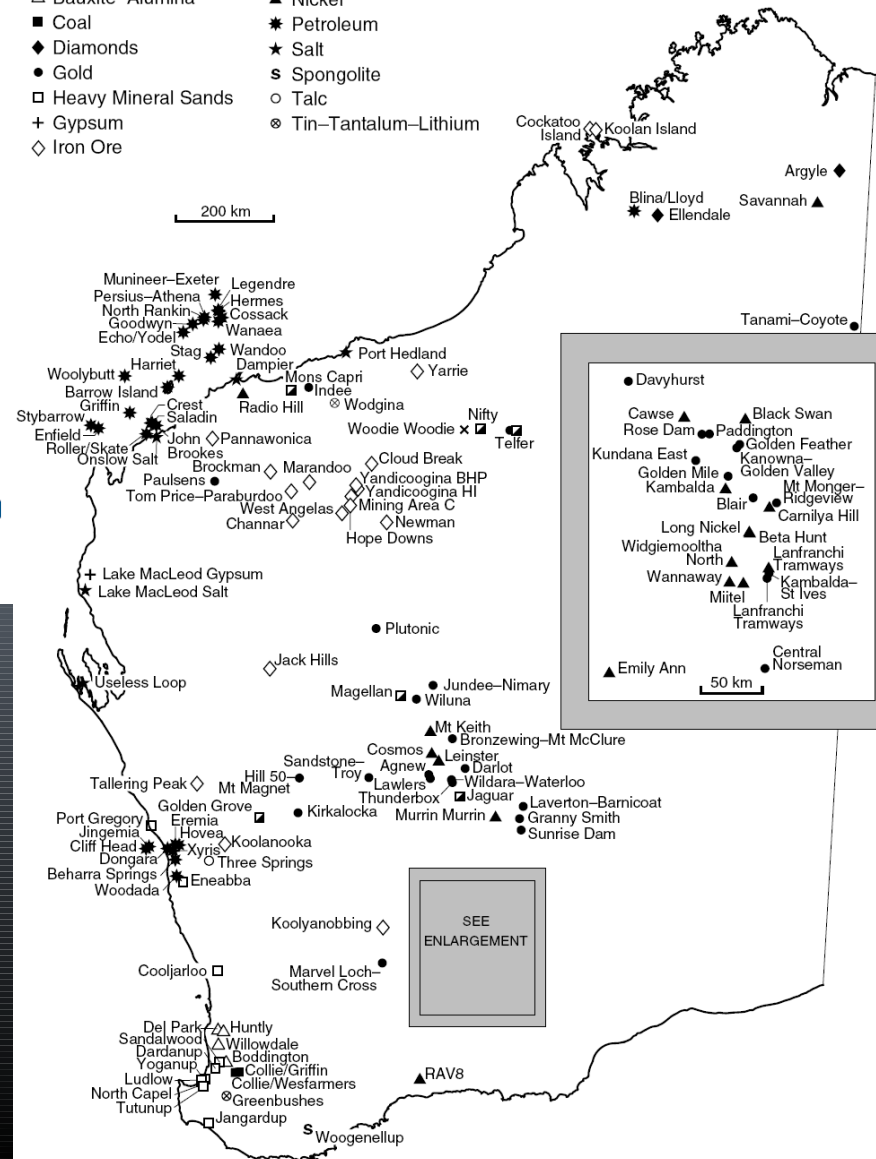 Bauxite–Alumina
Coal
Diamonds
Gold
Heavy Mineral Sands
Gypsum
Iron Ore
Nickel
Petroleum
Salt
s Spongolite
Talc
Tin–Tantalum–Lithium
200 km
Cockatoo
Island
Koolan Island
Argyle
Savannah
Blina/Lloyd
Ellendale
Tanami–Coyote
Munineer–Exeter
Legendre
Persius–Athena
Hermes
North Rankin
Cossack
Goodwyn
Wanaea
Echo/Yodel
Stag
Wandoo
Port Hedland
Harriet
Dampier
Yarrie
Woolybutt
Mons Capri
Indee
Barrow Island
Radio Hill
Wodgina
Griffin
Crest
Stybarrow
Saladin
Nifty
Woodie Woodie
Telfer
Enfield
John
Brookes
Pannawonica
Roller/Skate
Onslow Salt
Cloud Break
Brockman
Marandoo
Paulsens
Yandicoogina BHP
Tom Price–Paraburdoo
Yandicoogina HI
West Angelas
Mining Area C
Channar
Newman
Hope Downs
Lake MacLeod Gypsum
Lake MacLeod Salt
Plutonic
Jack Hills
Useless Loop
Magellan
Jundee–Nimary
Wiluna
Mt Keith
Bronzewing–Mt McClure
Cosmos
Leinster
Sandstone–
Troy
Agnew
Darlot
Tallering Peak
Hill 50–
Mt Magnet
Lawlers
Wildara–Waterloo
Thunderbox
Jaguar
Golden Grove
Kirkalocka
Murrin Murrin
Laverton–Barnicoat
Granny Smith
Sunrise Dam
Port Gregory
Eremia
Jingemia
Hovea
Cliff Head
Xyris
Koolanooka
Dongara
Three Springs
Beharra Springs
Eneabba
Woodada
Koolyanobbing
SEE
ENLARGEMENT
Cooljarloo
Marvel Loch–
Southern Cross
Del Park
Huntly
Sandalwood
Willowdale
Dardanup
Boddington
Yoganup
Collie/Griffin
Ludlow
Collie/Wesfarmers
North Capel
Greenbushes
Tutunup
Jangardup
RAV8
s
Woogenellup
Davyhurst
Cawse
Black Swan
Rose Dam
Paddington
Golden Feather
Kundana East
Kanowna–
Golden Valley
Golden Mile
Kambalda
Mt Monger–
Ridgeview
Blair
Carnilya Hill
Long Nickel
Beta Hunt
Widgiemooltha
North
Lanfranchi
Tramways
Wannaway
Kambalda–
St Ives
Miitel
Lanfranchi
Tramways
Central
Norseman
Emily Ann
50 km